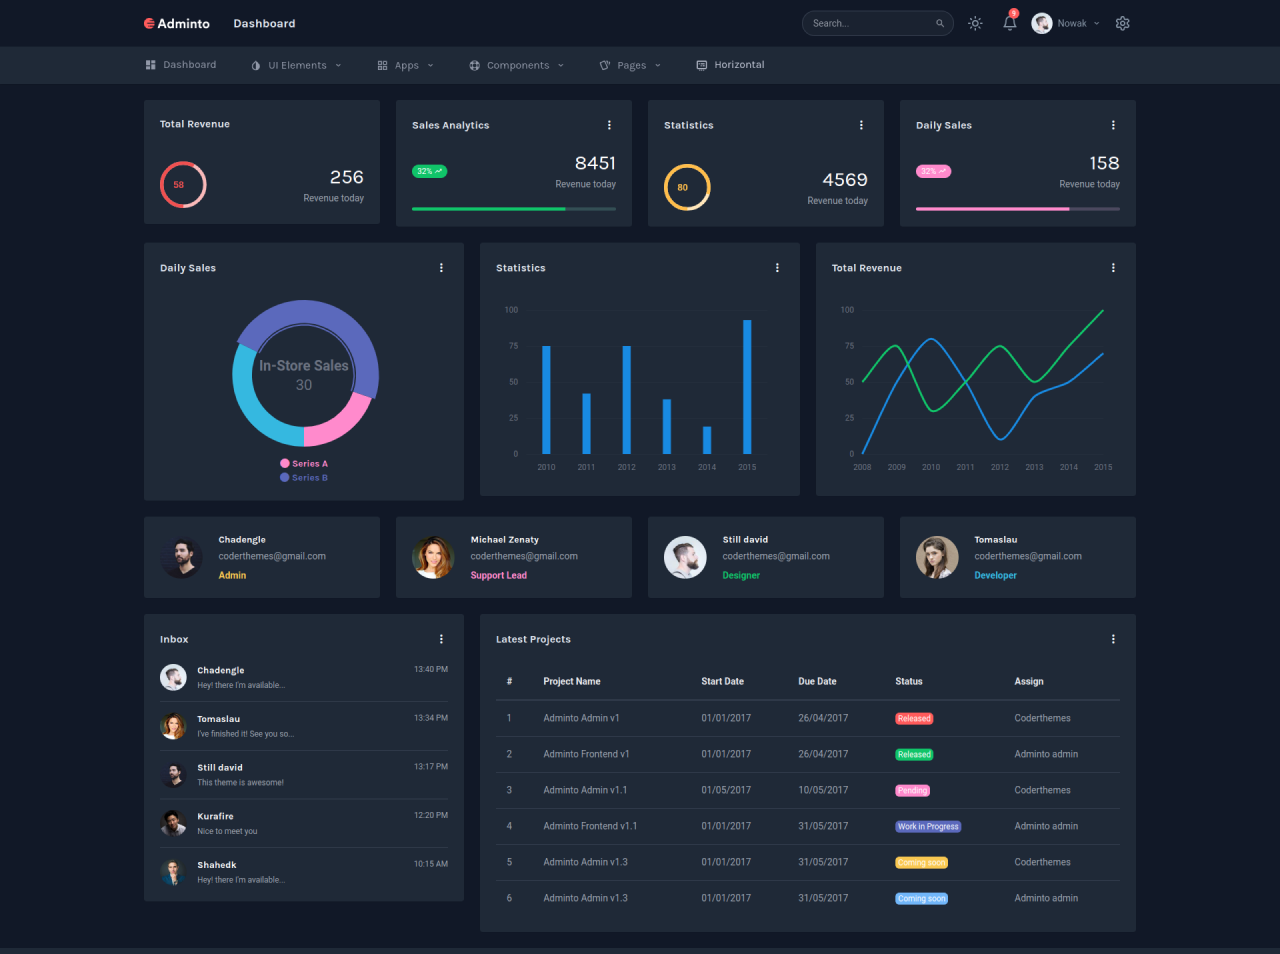 Adminto
Dashboard
Search...
9
Nowak
Dashboard
UI Elements
Apps
Components
Pages
Horizontal
Total Revenue
58
256
Revenue today
Sales Analytics
32%
8451
Revenue today
Statistics
80
4569
Revenue today
Daily Sales
32%
158
Revenue today
Daily Sales
In-Store Sales
30
Series A
Series B
Statistics
100
75
50
25
0
2010 2011 2012 2013 2014 2015
Total Revenue
100
75
50
25
0
2008 2009 2010 2011 2012 2013 2014 2015
Chadengle
coderthemes@gmail.com
Admin
Michael Zenaty
coderthemes@gmail.com
Support Lead
Still david
coderthemes@gmail.com
Designer
Tomaslau
coderthemes@gmail.com
Developer
Inbox
Chadengle 13:40 PM
Hey! there I'm available...
Tomaslau 13:34 PM
I've finished it! See you so...
Still david 13:17 PM
This theme is awesome!
Kurafire 12:20 PM
Nice to meet you
Shahedk 10:15 AM
Hey! there I'm available...
Latest Projects
# Project Name Start Date Due Date Status Assign
1 Adminto Admin v1 01/01/2017 26/04/2017 Released Coderthemes
2 Adminto Frontend v1 01/01/2017 26/04/2017 Released Adminto admin
3 Adminto Admin v1.1 01/05/2017 10/05/2017 Pending Coderthemes
4 Adminto Frontend v1.1 01/01/2017 31/05/2017 Work in Progress Adminto admin
5 Adminto Admin v1.3 01/01/2017 31/05/2017 Coming soon Coderthemes
6 Adminto Admin v1.3 01/01/2017 31/05/2017 Coming soon Adminto admin